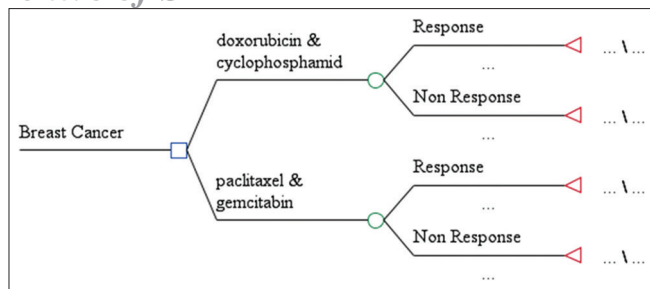 doxorubicin &
cyclophosphamid
Response
...
... \ ...
Non Response
...
... \ ...
Breast Cancer
paclitaxel &
gemcitabin
Response
...
... \ ...
Non Response
...
... \ ...